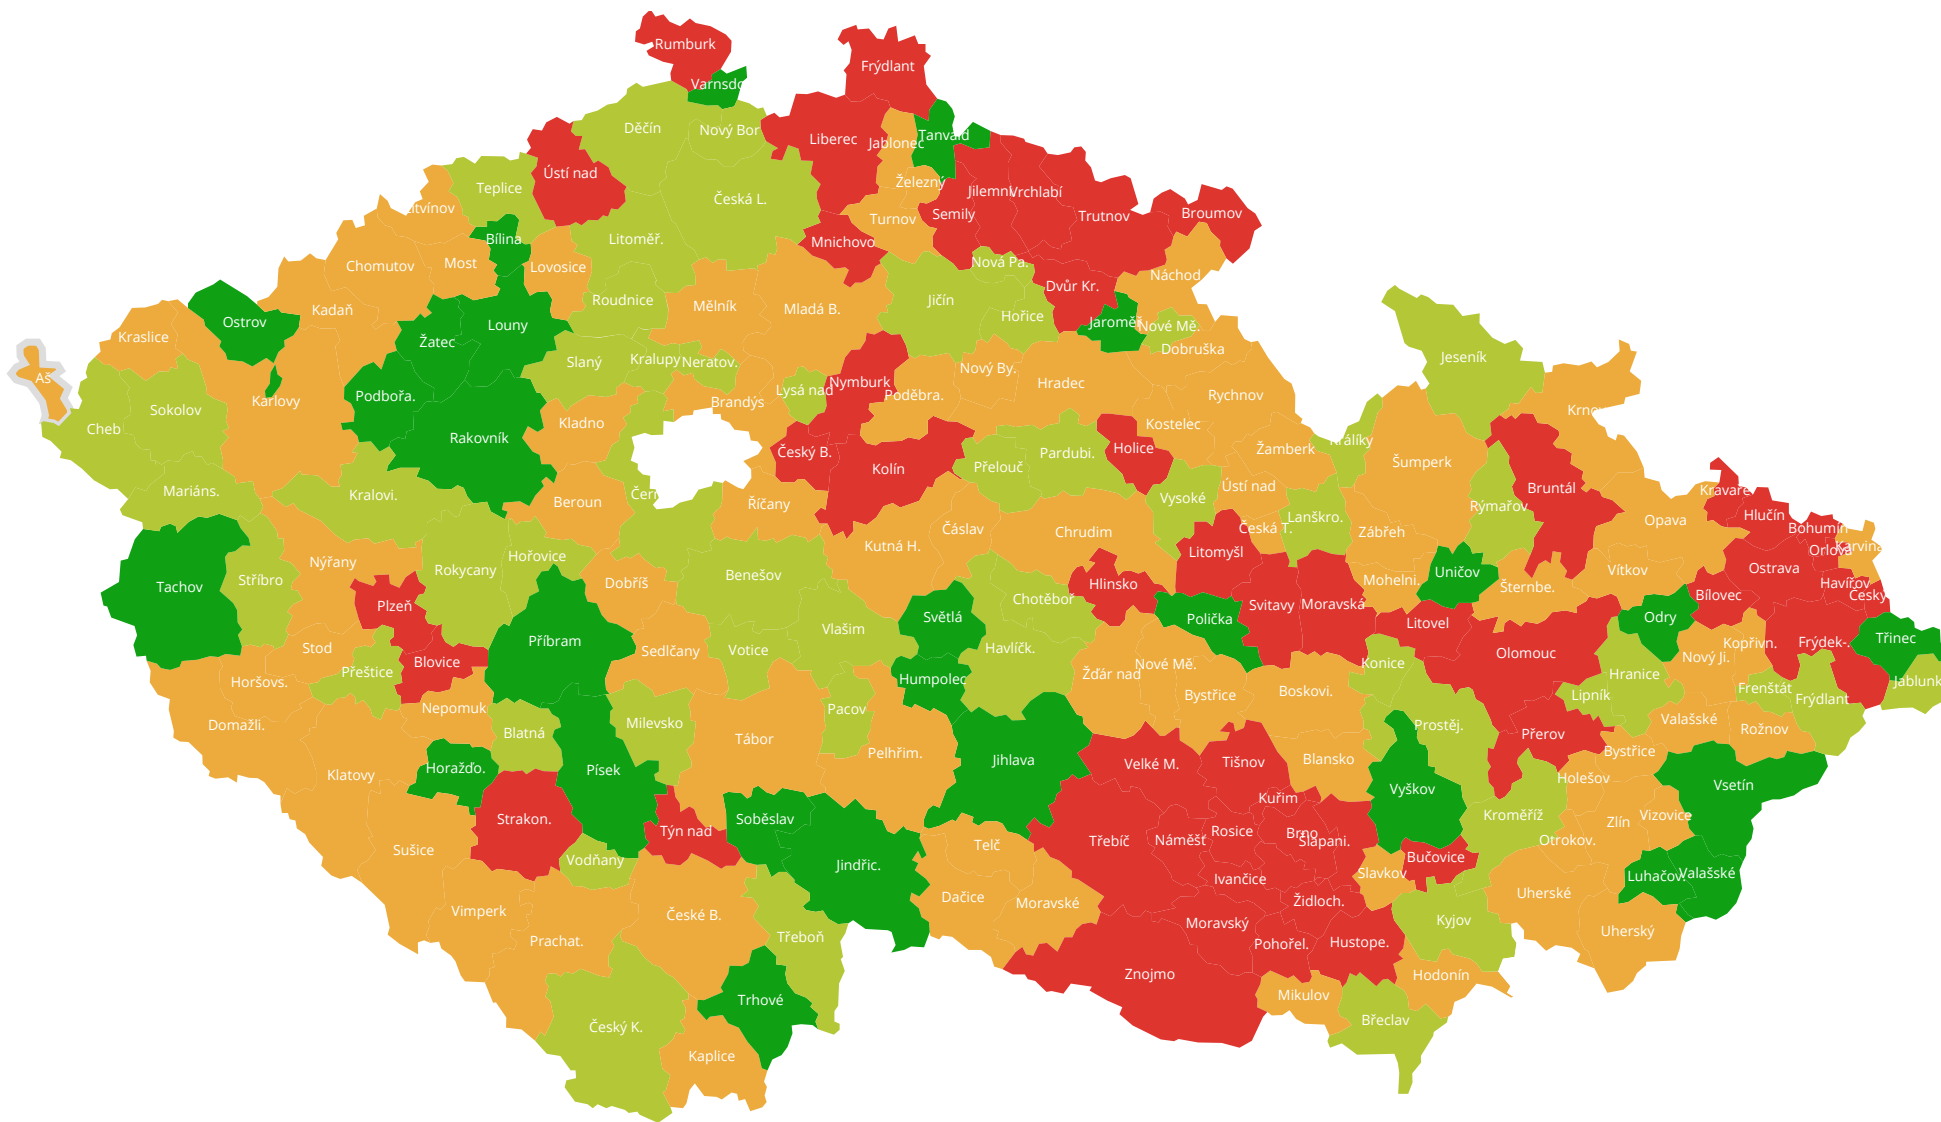 Rumburk
Frýdlant
Varnsdo
Děčín
Nový Bor
Liberec
Jablonec
Tanvald
Ústí nad
Teplice
Česká L.
Železný
Jilemni
Vrchlabí
Trutnov
Broumov
Semily
Turnov
tvínov
Bílina
Litoměř.
Mnichovo
Chomutov
Most
Lovosice
Nová Pa.
Náchod
Dvůr Kr.
Roudnice
Mělník
Mladá B.
Jičín
Hořice
Kadaň
Ostrov
Louny
Jaroměř
Nové Mě.
Kraslice
Žatec
Dobruška
Jeseník
Slaný
Kralupy
Neratov.
Nový By.
Aš
Nymburk
Hradec
Lysá nad
Poděbra.
Rychnov
Podbořa.
Karlovy
Brandýs
Sokolov
Krnov
Kladno
Kostelec
Cheb
Rakovník
Králíky
Český B.
Holice
Žamberk
Pardubi.
Šumperk
Kolín
Přelouč
Mariáns.
Kralovi.
Ústí nad
Bruntál
Kravaře
Vysoké
Beroun
Říčany
Rýmařov
Hlučín
Lanškro.
Opava
Čáslav
Chrudim
Česká T.
Zábřeh
Bohumín
Kutná H.
Litomyšl
Orlová
Karviná
Hořovice
Nýřany
Rokycany
Benešov
Uničov
Vítkov
Ostrava
Stříbro
Tachov
Dobříš
Hlinsko
Mohelni.
Šternbe.
Havířov
Český
Bílovec
Plzeň
Chotěboř
Svitavy
Moravská
Světlá
Polička
Litovel
Odry
Vlašim
Příbram
Třinec
Kopřivn.
Frýdek-.
Stod
Havlíčk.
Votice
Sedlčany
Olomouc
Nový Ji.
Blovice
Konice
Nové Mě.
Přeštice
Žďár nad
Hranice
Humpolec
Horšovs.
Jablunk
Frenštát
Boskovi.
Bystřice
Lipník
Frýdlant
Nepomuk
Pacov
Valašské
Domažli.
Milevsko
Prostěj.
Rožnov
Blatná
Přerov
Tábor
Pelhřim.
Bystřice
Jihlava
Blansko
Tišnov
Velké M.
Horažďo.
Písek
Klatovy
Holešov
Vsetín
Vyškov
Kuřim
Strakon.
Soběslav
Kroměříž
Vizovice
Zlín
Týn nad
Rosice
Brno
Třebíč
Náměšť
Šlapani.
Otrokov.
Telč
Sušice
Bučovice
Vodňany
Jindřic.
Slavkov
Valašské
Luhačov.
Ivančice
Uherské
Dačice
Židloch.
Moravské
Vimperk
České B.
Kyjov
Moravský
Uherský
Třeboň
Prachat.
Hustope.
Pohořel.
Znojmo
Hodonín
Mikulov
Trhové
Břeclav
Český K.
Kaplice